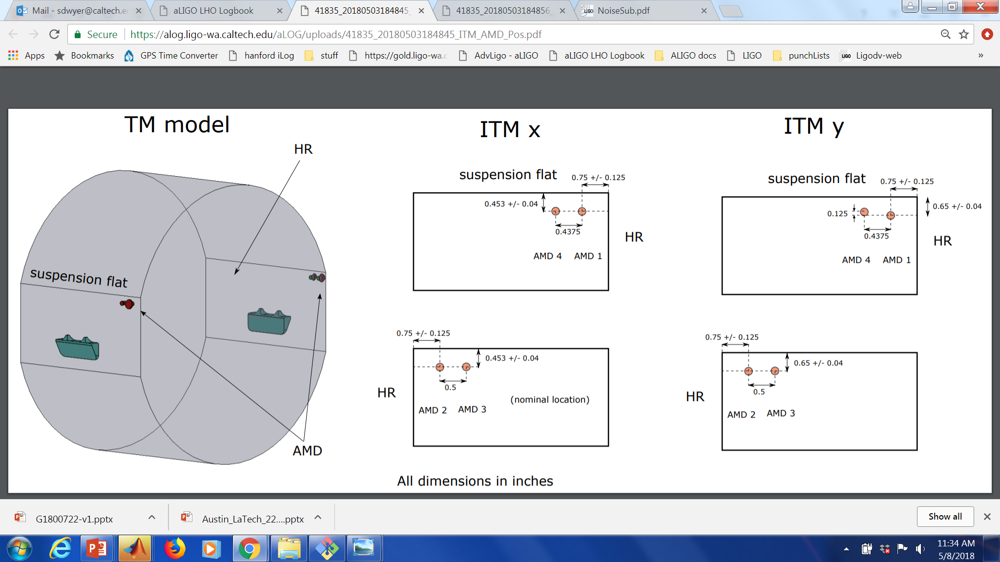 Mail - sdwyer@caltech.e
aLIGO LHO Logbook
41835_20180503184845_
41835_20180503184856_
LIGO NoiseSub.pdf
Secure https://alog.ligo-wa.caltech.edu/aLOG/uploads/41835_20180503184845_ITM_AMD_Pos.pdf
Apps
Bookmarks
GPS Time Converter
hanford iLog
stuff
https://gold.ligo-wa.c
AdvLigo - aLIGO
aLIGO LHO Logbook
ALIGO docs
LIGO
punchLists
LIGO Ligodv-web
»
TM model
HR
suspension flat
AMD
ITM x
suspension flat
0.75 +/- 0.125
0.453 +/- 0.04
0.4375
HR
AMD 4 AMD 1
0.75 +/- 0.125
0.453 +/- 0.04
0.5
HR
(nominal location)
AMD 2 AMD 3
All dimensions in inches
ITM y
suspension flat
0.75 +/- 0.125
0.65 +/- 0.04
0.125
0.4375
HR
AMD 4 AMD 1
0.75 +/- 0.125
0.65 +/- 0.04
0.5
HR
AMD 2 AMD 3
G1800722-v1.pptx
Austin_LaTech_22....pptx
Show all
11:34 AM
5/8/2018